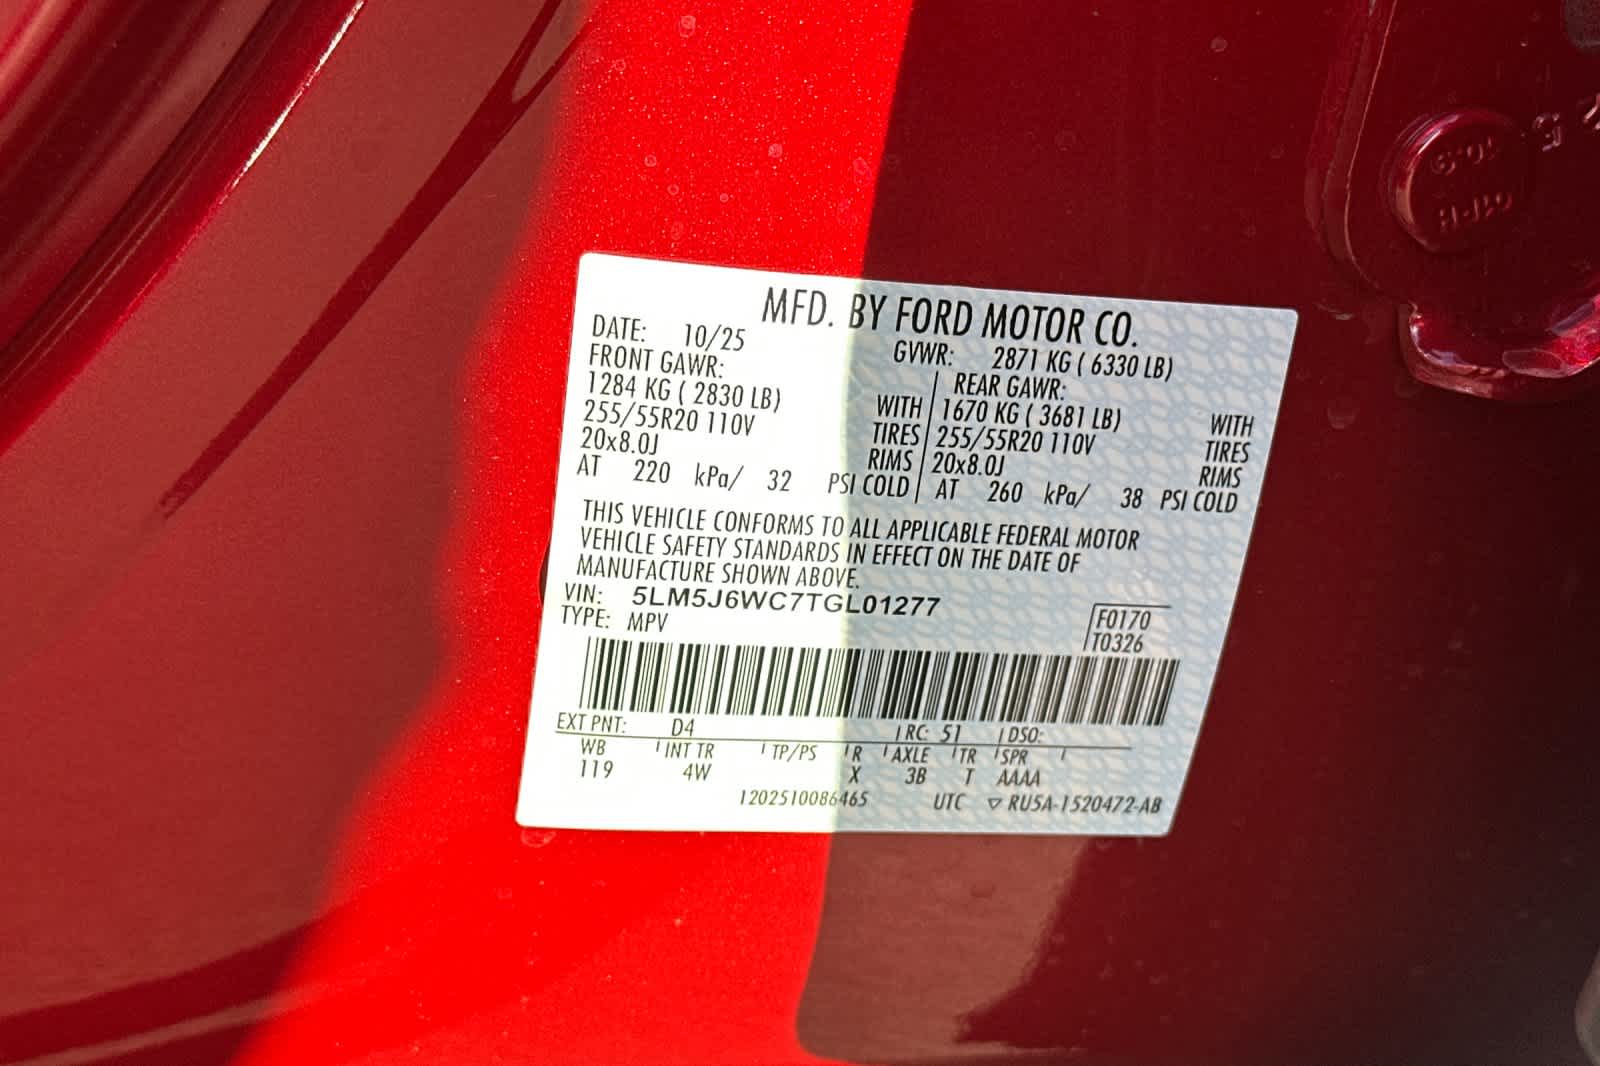 MFD. BY FORD MOTOR CO.
DATE: 10/25
GVWR: 2871 KG ( 6330 LB)
FRONT GAWR:
1284 KG ( 2830 LB) WITH
255/55R20 110V TIRES
20x8.0J RIMS
AT 220 kPa/ 32 PSI COLD
REAR GAWR:
1670 KG ( 3681 LB) WITH
255/55R20 110V TIRES
20x8.0J RIMS
AT 260 kPa/ 38 PSI COLD
THIS VEHICLE CONFORMS TO ALL APPLICABLE FEDERAL MOTOR
VEHICLE SAFETY STANDARDS IN EFFECT ON THE DATE OF
MANUFACTURE SHOWN ABOVE.
VIN: 5LM5J6WC7TGL01277
TYPE: MPV
F0170
T0326
EXT PNT: D4 RC: 51 DSO:
WB INT TR TP/PS R AXLE TR SPR
119 4W X 3B T AAAA
1202510086465 UTC ▽ RU5A-1520472-AB